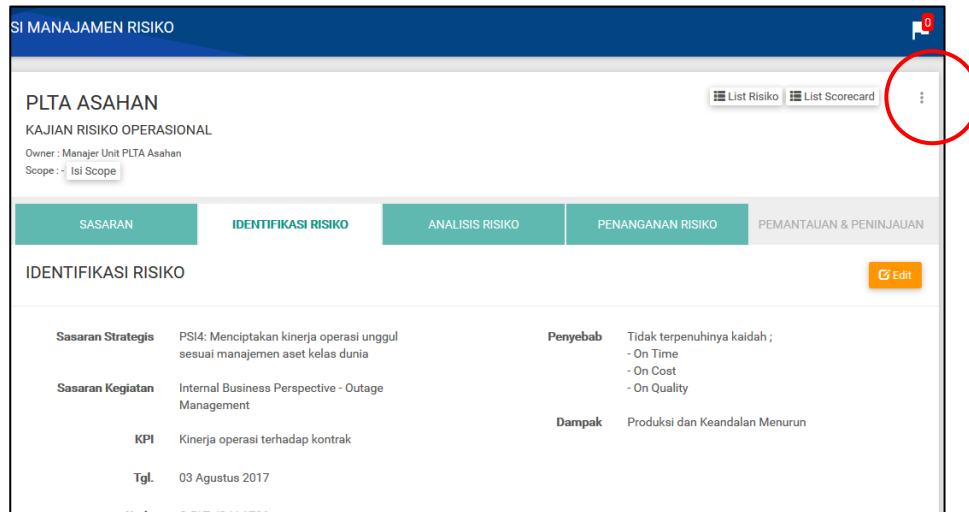 SI MANAJAMEN RISIKO
0
PLTA ASAHAN
List Risiko
List Scorecard
KAJIAN RISIKO OPERASIONAL
Owner : Manajer Unit PLTA Asahan
Scope : - Isi Scope
SASARAN
IDENTIFIKASI RISIKO
ANALISIS RISIKO
PENANGANAN RISIKO
PEMANTAUAN & PENINJAUAN
IDENTIFIKASI RISIKO
Edit
Sasaran Strategis
PSI4: Menciptakan kinerja operasi unggul
sesuai manajemen aset kelas dunia
Sasaran Kegiatan
Internal Business Perspective - Outage
Management
KPI
Kinerja operasi terhadap kontrak
Tgl.
03 Agustus 2017
Penyebab
Tidak terpenuhinya kaidah ;
- On Time
- On Cost
- On Quality
Dampak
Produksi dan Keandalan Menurun